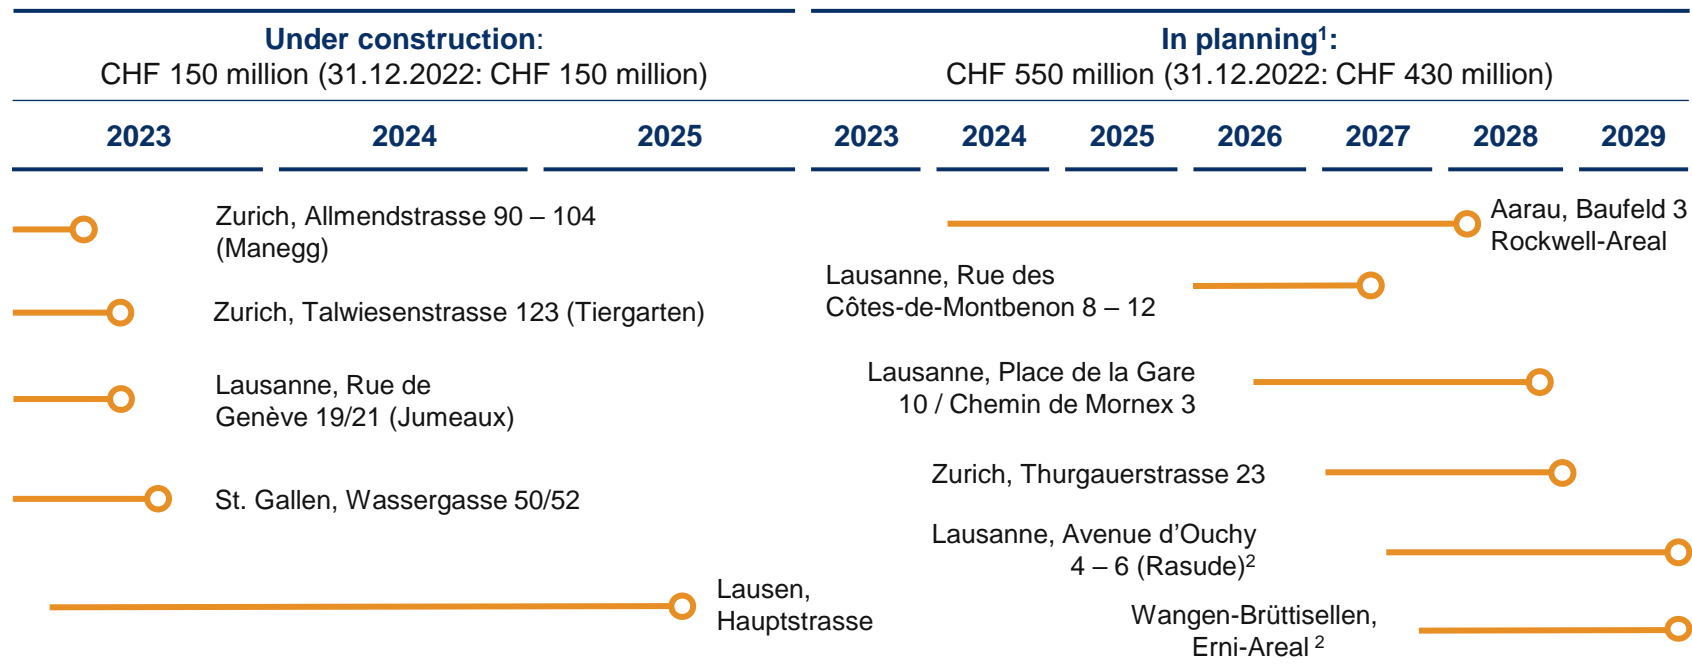 Under construction:
CHF 150 million (31.12.2022: CHF 150 million)
In planning¹:
CHF 550 million (31.12.2022: CHF 430 million)
2023 2024 2025
2023 2024 2025 2026 2027 2028 2029
Zurich, Allmendstrasse 90 – 104
(Manegg)
Zurich, Talwiesenstrasse 123 (Tiergarten)
Lausanne, Rue de
Genève 19/21 (Jumeaux)
St. Gallen, Wassergasse 50/52
Lausen,
Hauptstrasse
Aarau, Baufeld 3
Rockwell-Areal
Lausanne, Rue des
Côtes-de-Montbenon 8 – 12
Lausanne, Place de la Gare
10 / Chemin de Mornex 3
Zurich, Thurgauerstrasse 23
Lausanne, Avenue d’Ouchy
4 – 6 (Rasude)²
Wangen-Brüttisellen,
Erni-Areal ²